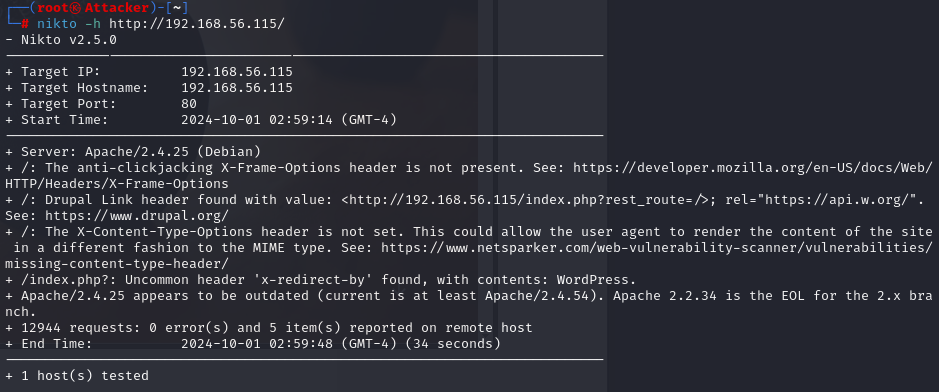 ┌──(root㉿Attacker)-[~]
└─# nikto -h http://192.168.56.115/
- Nikto v2.5.0
---------------------------------------------------------------------------
+ Target IP:          192.168.56.115
+ Target Hostname:    192.168.56.115
+ Target Port:        80
+ Start Time:         2024-10-01 02:59:14 (GMT-4)
---------------------------------------------------------------------------
+ Server: Apache/2.4.25 (Debian)
+ /: The anti-clickjacking X-Frame-Options header is not present. See: https://developer.mozilla.org/en-US/docs/Web/
HTTP/Headers/X-Frame-Options
+ /: Drupal Link header found with value: <http://192.168.56.115/index.php?rest_route=/>; rel="https://api.w.org/".
See: https://www.drupal.org/
+ /: The X-Content-Type-Options header is not set. This could allow the user agent to render the content of the site
 in a different fashion to the MIME type. See: https://www.netsparker.com/web-vulnerability-scanner/vulnerabilities/
missing-content-type-header/
+ /index.php?: Uncommon header 'x-redirect-by' found, with contents: WordPress.
+ Apache/2.4.25 appears to be outdated (current is at least Apache/2.4.54). Apache 2.2.34 is the EOL for the 2.x bra
nch.
+ 12944 requests: 0 error(s) and 5 item(s) reported on remote host
+ End Time:           2024-10-01 02:59:48 (GMT-4) (34 seconds)
---------------------------------------------------------------------------
+ 1 host(s) tested